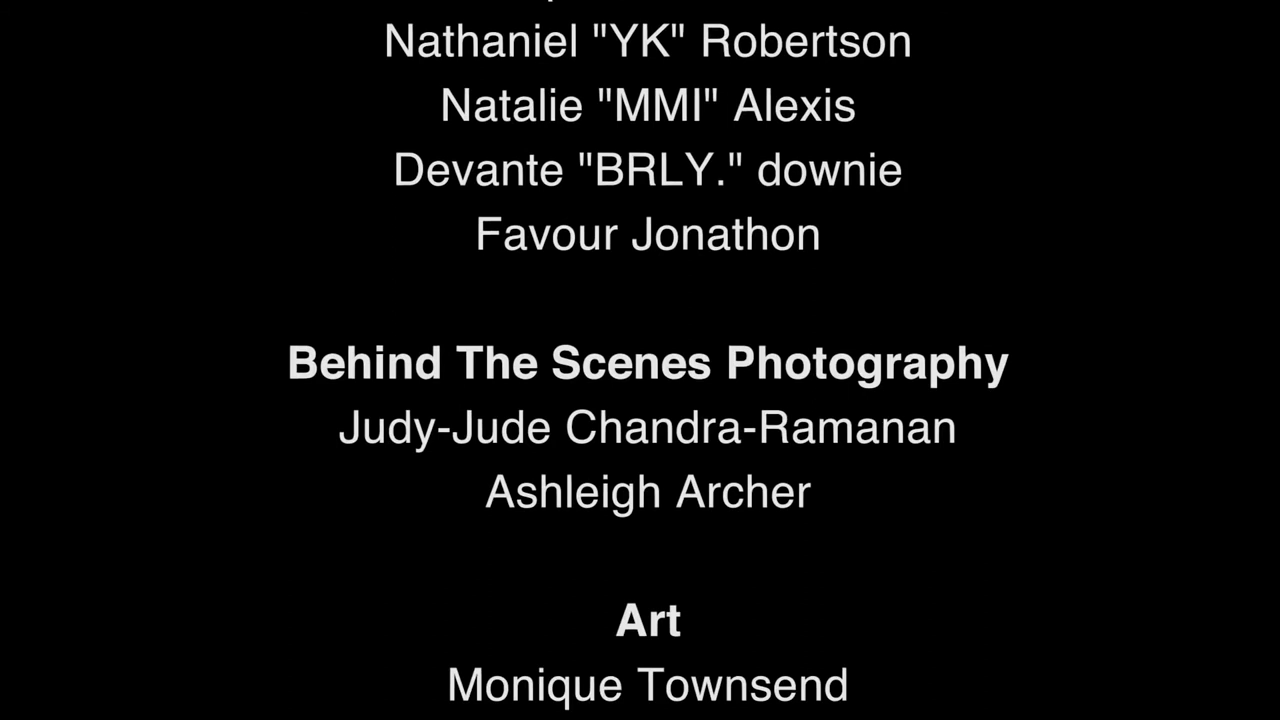 Nathaniel "YK" Robertson
Natalie "MMI" Alexis
Devante "BRLY." downie
Favour Jonathon
Behind The Scenes Photography
Judy-Jude Chandra-Ramanan
Ashleigh Archer
Art
Monique Townsend